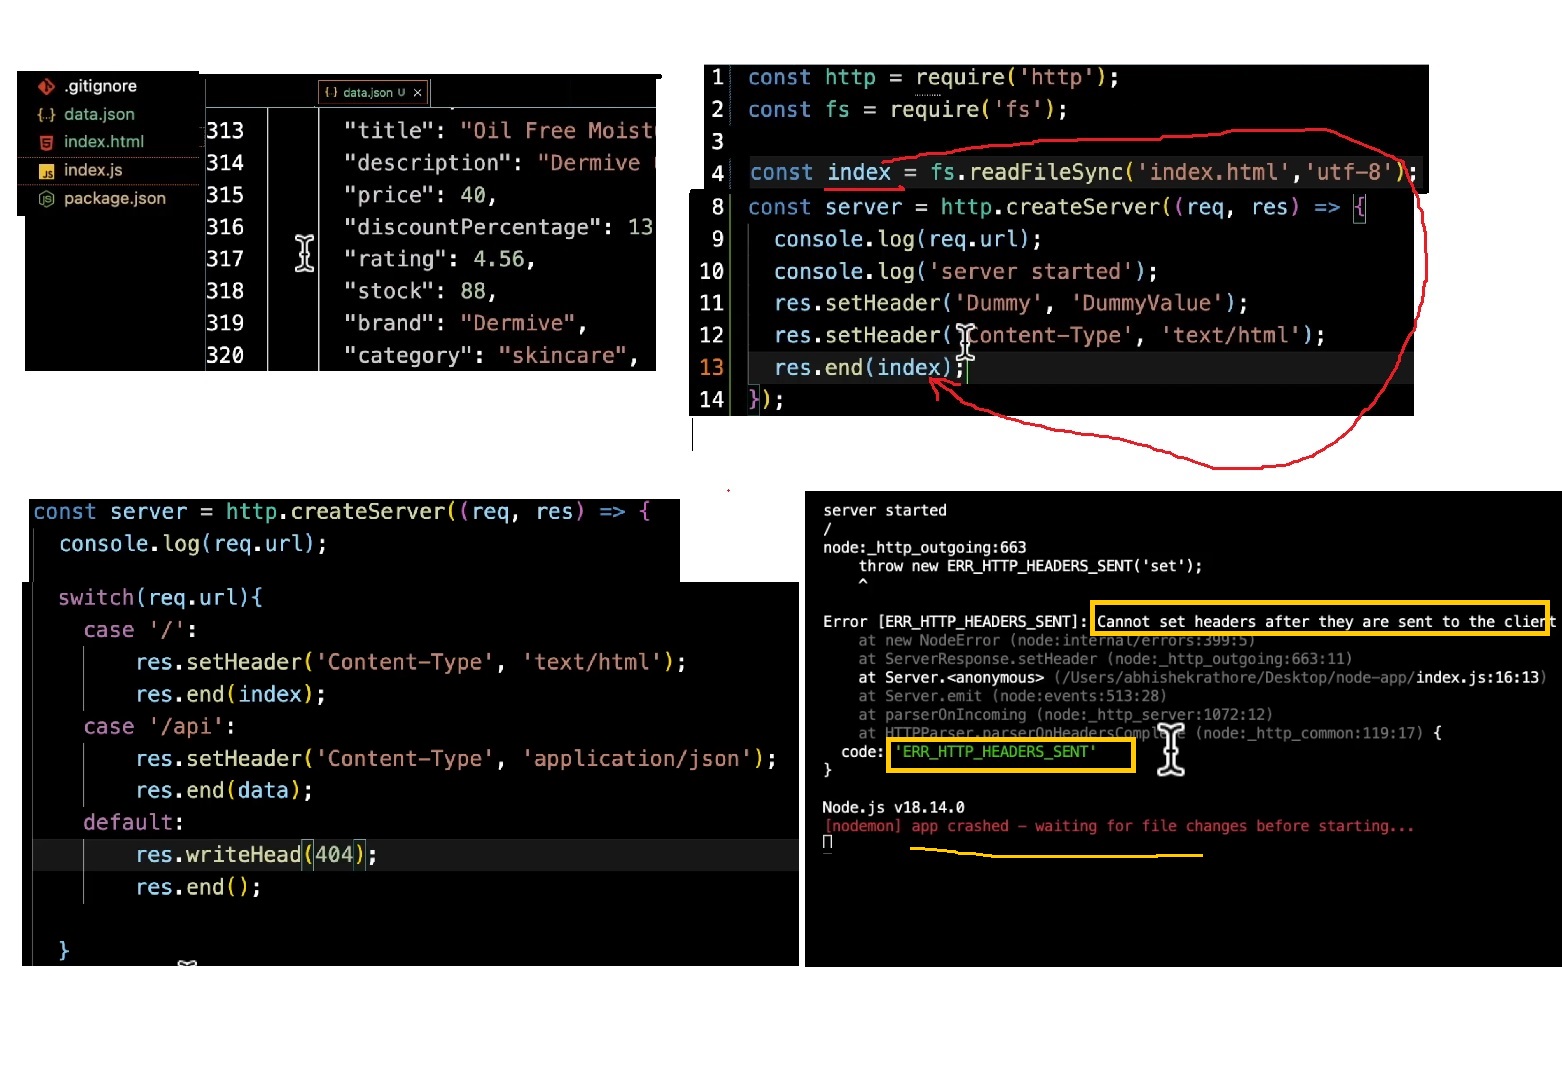 .gitignore
data.json
index.html
index.js
package.json
data.json U ×
313 "title": "Oil Free Moist
314 "description": "Dermive
315 "price": 40,
316 "discountPercentage": 13
317 "rating": 4.56,
318 "stock": 88,
319 "brand": "Dermive",
320 "category": "skincare",
1 const http = require('http');
2 const fs = require('fs');
3
4 const index = fs.readFileSync('index.html','utf-8');
8 const server = http.createServer((req, res) => {
9 console.log(req.url);
10 console.log('server started');
11 res.setHeader('Dummy', 'DummyValue');
12 res.setHeader('Content-Type', 'text/html');
13 res.end(index);
14 });
const server = http.createServer((req, res) => {
console.log(req.url);
switch(req.url){
case '/':
res.setHeader('Content-Type', 'text/html');
res.end(index);
case '/api':
res.setHeader('Content-Type', 'application/json');
res.end(data);
default:
res.writeHead(404);
res.end();
}
server started
/
node:_http_outgoing:663
throw new ERR_HTTP_HEADERS_SENT('set');
^
Error [ERR_HTTP_HEADERS_SENT]: Cannot set headers after they are sent to the client
at new NodeError (node:internal/errors:399:5)
at ServerResponse.setHeader (node:_http_outgoing:663:11)
at Server.<anonymous> (/Users/abhishekrathore/Desktop/node-app/index.js:16:13)
at Server.emit (node:events:513:28)
at parserOnIncoming (node:_http_server:1072:12)
at HTTPParser.parserOnHeadersComplete (node:_http_common:119:17) {
code: 'ERR_HTTP_HEADERS_SENT'
}
Node.js v18.14.0
[nodemon] app crashed – waiting for file changes before starting...